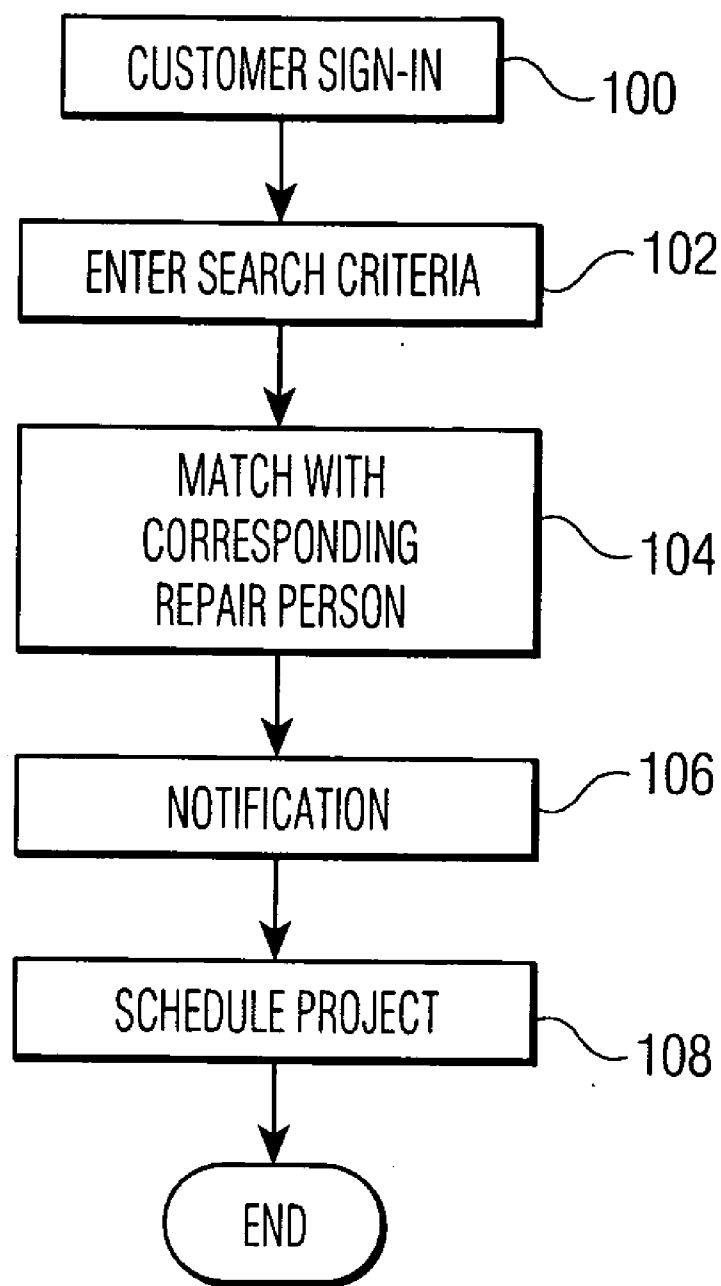 CUSTOMER SIGN-IN
100
ENTER SEARCH CRITERIA
102
MATCH WITH
CORRESPONDING
REPAIR PERSON
104
NOTIFICATION
106
SCHEDULE PROJECT
108
END